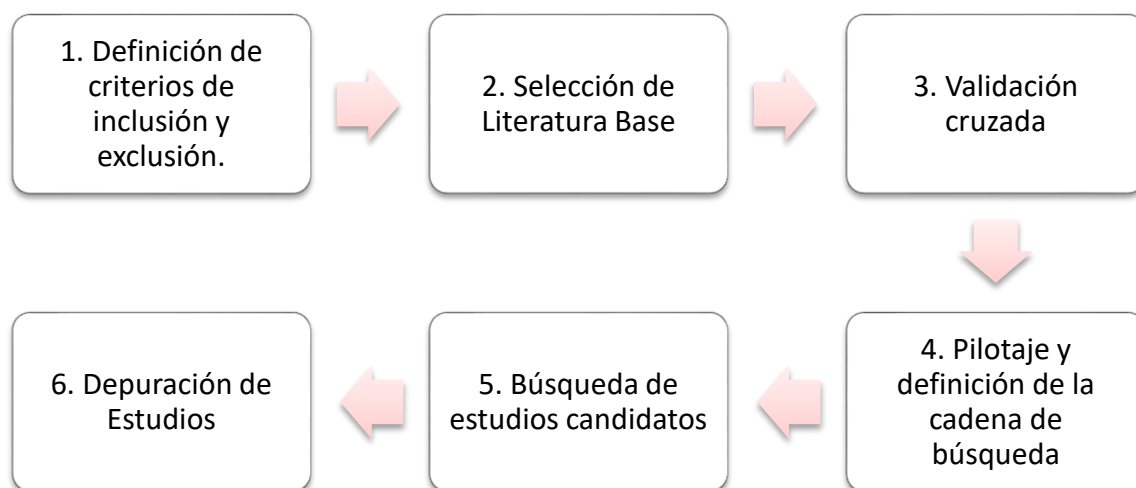 1. Definición de
criterios de
inclusión y
exclusión.
2. Selección de
Literatura Base
3. Validación
cruzada
4. Pilotaje y
definición de la
cadena de
búsqueda
5. Búsqueda de
estudios candidatos
6. Depuración de
Estudios